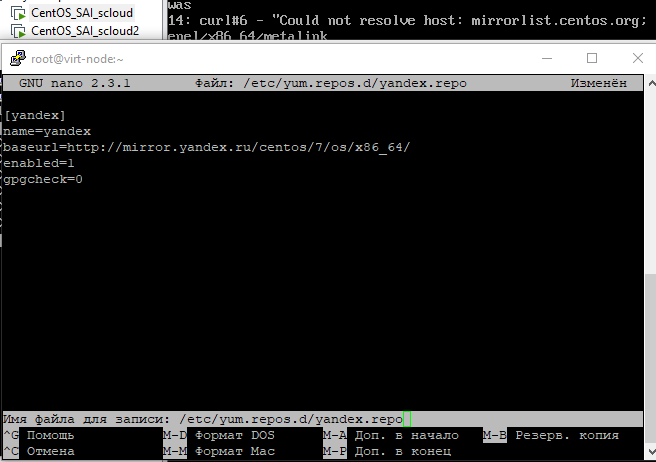 CentOS_SAI_scloud
CentOS_SAI_scloud2
was
14: curl#6 - "Could not resolve host: mirrorlist.centos.org;
epel/x86_64/metalink
root@virt-node:~
GNU nano 2.3.1 Файл: /etc/yum.repos.d/yandex.repo Изменён
[yandex]
name=yandex
baseurl=http://mirror.yandex.ru/centos/7/os/x86_64/
enabled=1
gpgcheck=0
Имя файла для записи: /etc/yum.repos.d/yandex.repo
^G Помощь M-D Формат DOS M-A Доп. в начало M-B Резерв. копия
^C Отмена M-M Формат Mac M-P Доп. в конец